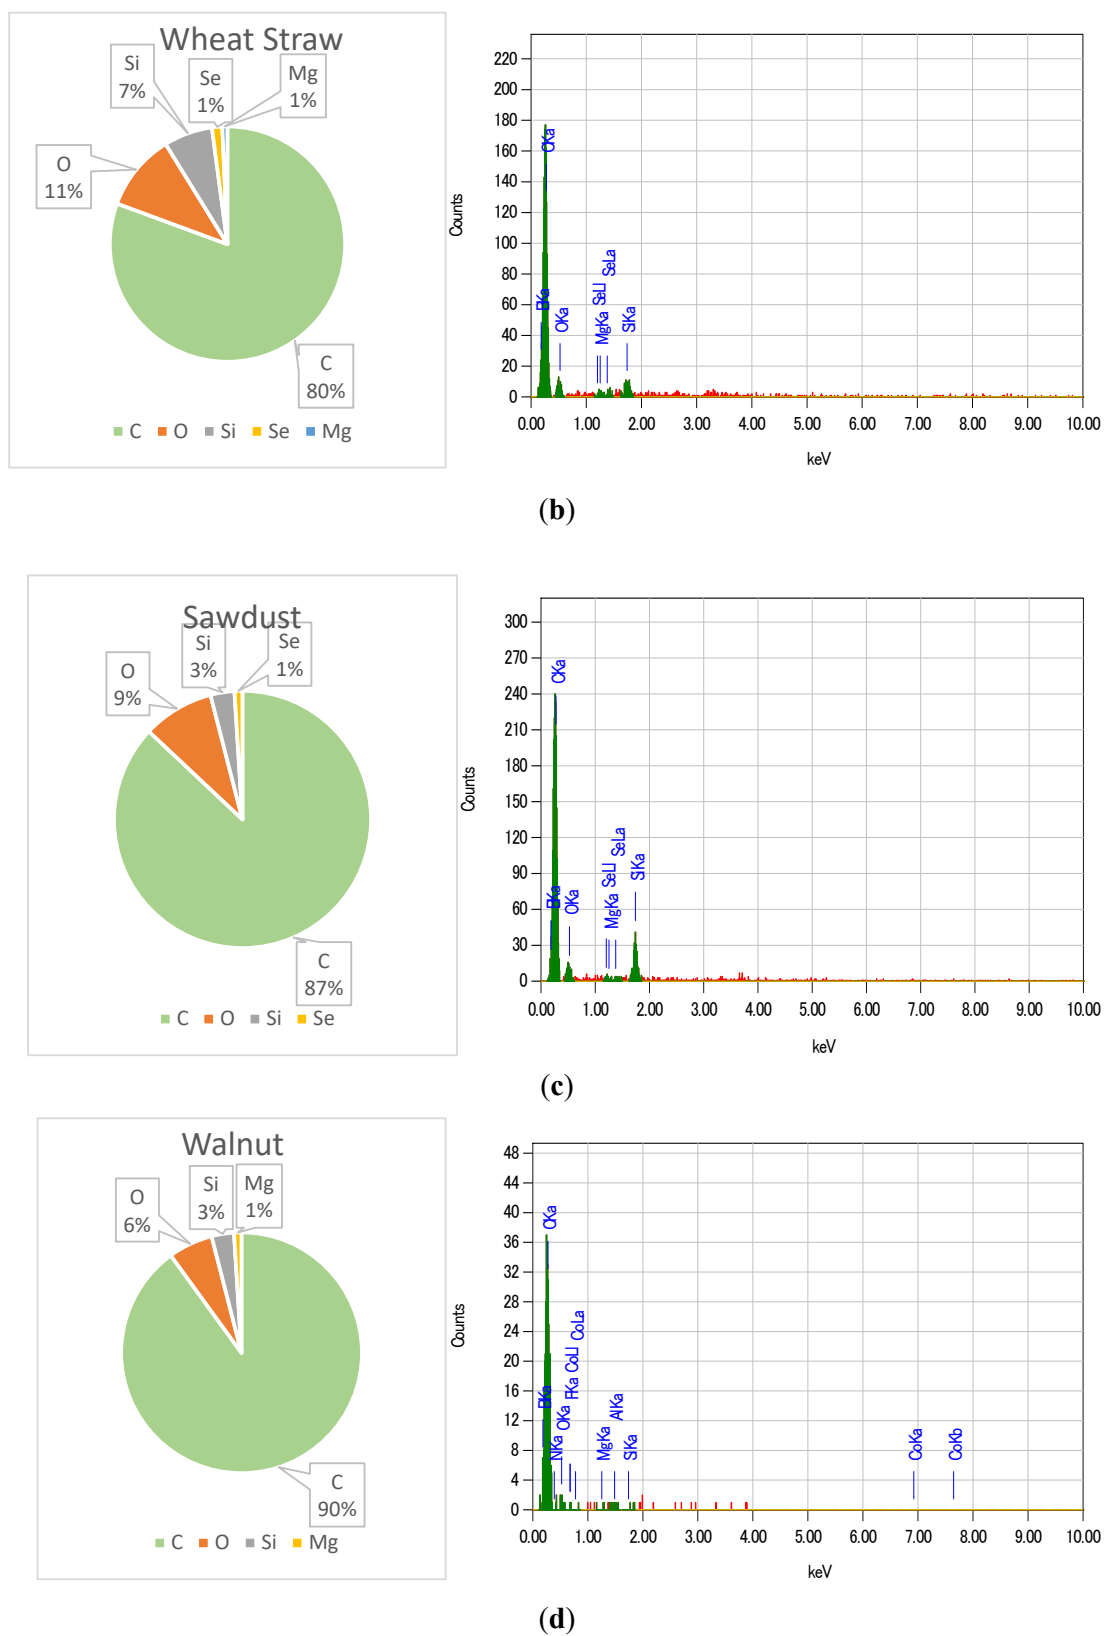 Wheat Straw
Si
7%
Se
1%
Mg
1%
O
11%
C
80%
C O Si Se Mg
220
200
180
160
140
120
100
80
60
40
20
0
Counts
CKa
OKa
MgKa
SeLl
SeLa
SiKa
0.00 1.00 2.00 3.00 4.00 5.00 6.00 7.00 8.00 9.00 10.00
keV
(b)
Sawdust
O
9%
Si
3%
Se
1%
C
87%
C O Si Se
300
270
240
210
180
150
120
90
60
30
0
Counts
CKa
OKa
MgKa
SeLl
SeLa
SiKa
0.00 1.00 2.00 3.00 4.00 5.00 6.00 7.00 8.00 9.00 10.00
keV
(c)
Walnut
O
6%
Si
3%
Mg
1%
C
90%
C O Si Mg
48
44
40
36
32
28
24
20
16
12
8
4
0
Counts
CKa
NKa
OKa
FKa
CoLl
CoLa
MgKa
AlKa
SiKa
CoKa
CoKb
0.00 1.00 2.00 3.00 4.00 5.00 6.00 7.00 8.00 9.00 10.00
keV
(d)